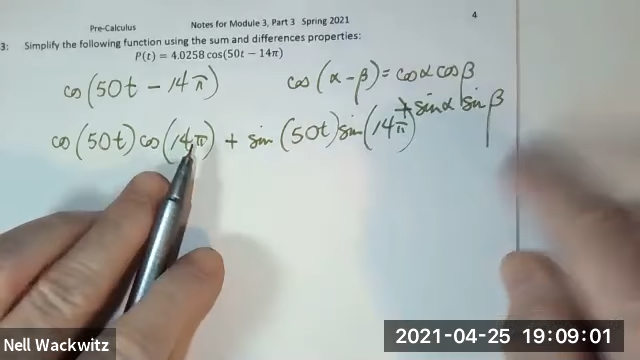 Pre-Calculus Notes for Module 3, Part 3 Spring 2021 4
3: Simplify the following function using the sum and differences properties:
P(t) = 4.0258 cos(50t − 14π)
cos(50t − 14π) cos(α−β) = cosα cosβ
+ sinα sin β
cos(50t)cos(14π) + sin(50t)sin(14π)
Nell Wackwitz
2021-04-25 19:09:01